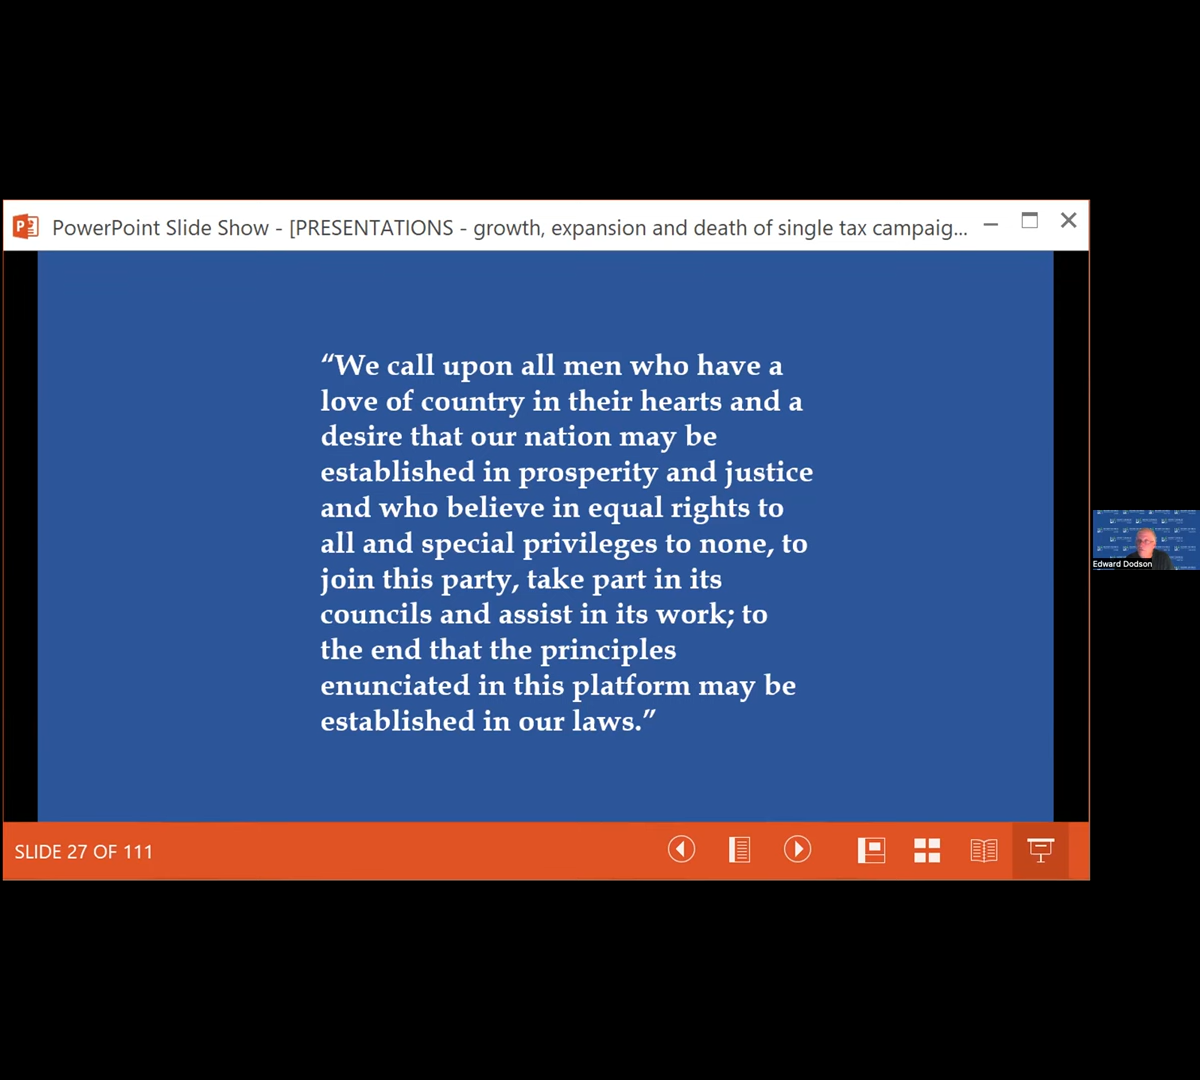 PowerPoint Slide Show - [PRESENTATIONS - growth, expansion and death of single tax campaig...
“We call upon all men who have a
love of country in their hearts and a
desire that our nation may be
established in prosperity and justice
and who believe in equal rights to
all and special privileges to none, to
join this party, take part in its
councils and assist in its work; to
the end that the principles
enunciated in this platform may be
established in our laws.”
Edward Dodson
SLIDE 27 OF 111